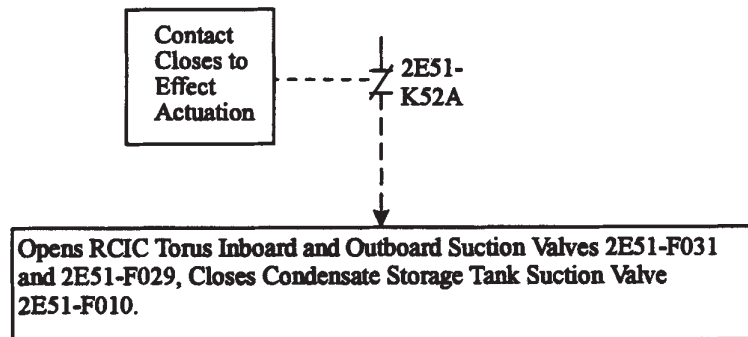 Contact
Closes to
Effect
Actuation
2E51-
K52A
Opens RCIC Torus Inboard and Outboard Suction Valves 2E51-F031
and 2E51-F029, Closes Condensate Storage Tank Suction Valve
2E51-F010.